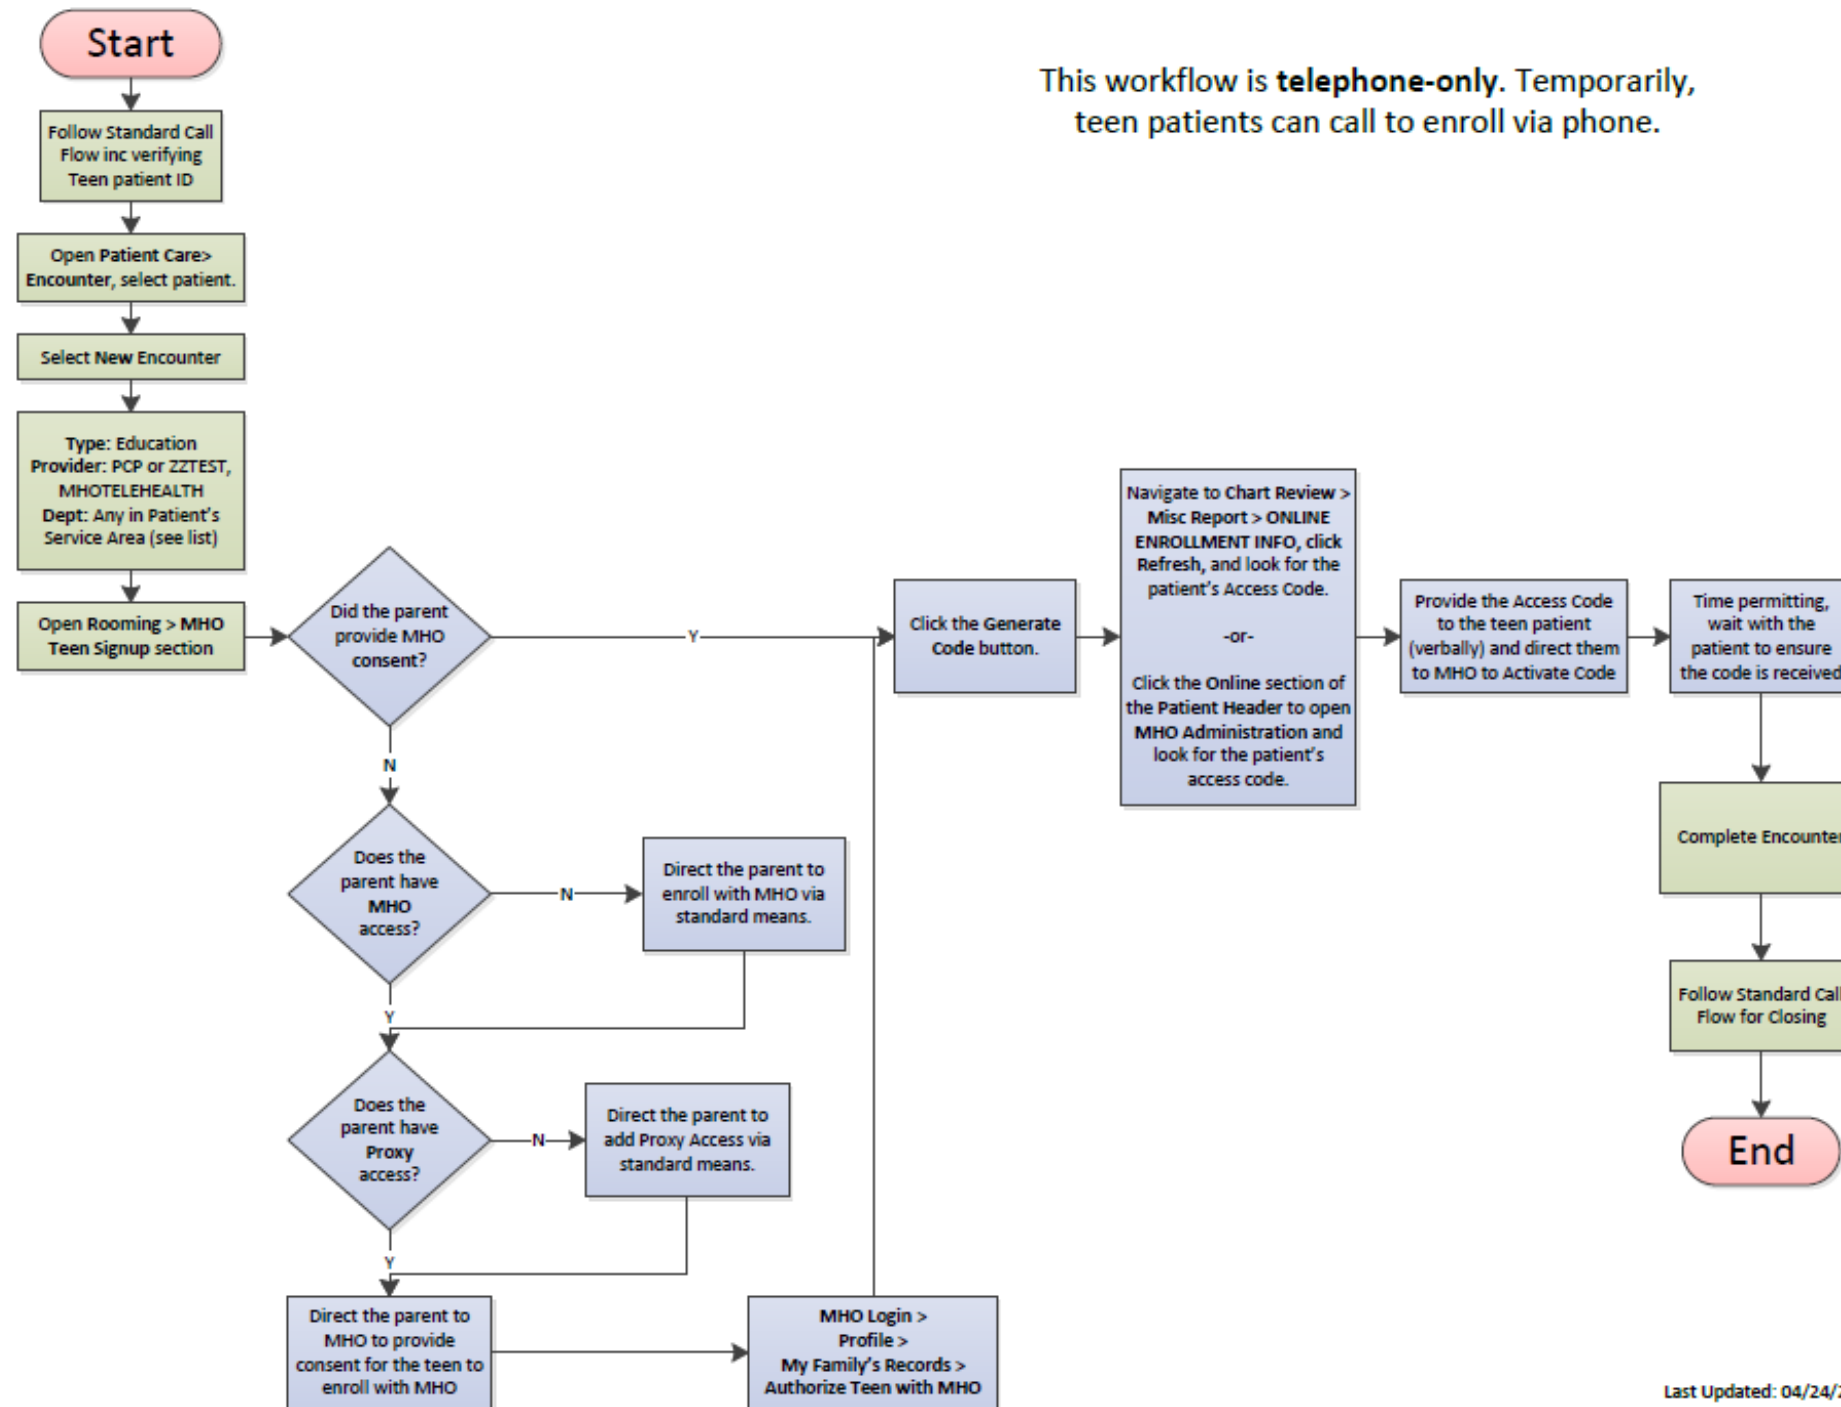 Start
This workflow is telephone-only. Temporarily,
teen patients can call to enroll via phone.
Follow Standard Call
Flow inc verifying
Teen patient ID
Open Patient Care>
Encounter, select patient.
Select New Encounter
Type: Education
Provider: PCP or ZZTEST,
MHOTELEHEALTH
Dept: Any in Patient's
Service Area (see list)
Open Rooming > MHO
Teen Signup section
Did the parent
provide MHO
consent?
Y
N
Click the Generate
Code button.
Navigate to Chart Review >
Misc Report > ONLINE
ENROLLMENT INFO, click
Refresh, and look for the
patient's Access Code.
-or-
Click the Online section of
the Patient Header to open
MHO Administration and
look for the patient's
access code.
Provide the Access Code
to the teen patient
(verbally) and direct them
to MHO to Activate Code
Time permitting,
wait with the
patient to ensure
the code is received
Complete Encounter
Follow Standard Call
Flow for Closing
End
Does the
parent have
MHO
access?
N
Direct the parent to
enroll with MHO via
standard means.
Y
Does the
parent have
Proxy
access?
N
Direct the parent to
add Proxy Access via
standard means.
Y
Direct the parent to
MHO to provide
consent for the teen to
enroll with MHO
MHO Login >
Profile >
My Family's Records >
Authorize Teen with MHO
Last Updated: 04/24/2